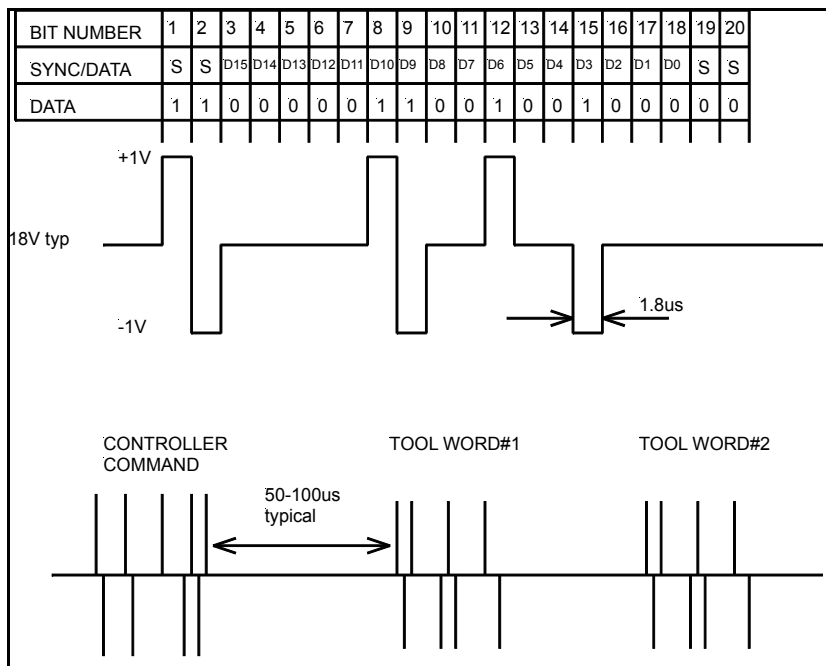 BIT NUMBER 1 2 3 4 5 6 7 8 9 10 11 12 13 14 15 16 17 18 19 20
SYNC/DATA S S D15 D14 D13 D12 D11 D10 D9 D8 D7 D6 D5 D4 D3 D2 D1 D0 S S
DATA 1 1 0 0 0 0 0 1 1 0 0 1 0 0 1 0 0 0 0 0
+1V
18V typ
-1V
1.8us
CONTROLLER
COMMAND
TOOL WORD#1
TOOL WORD#2
50-100us
typical